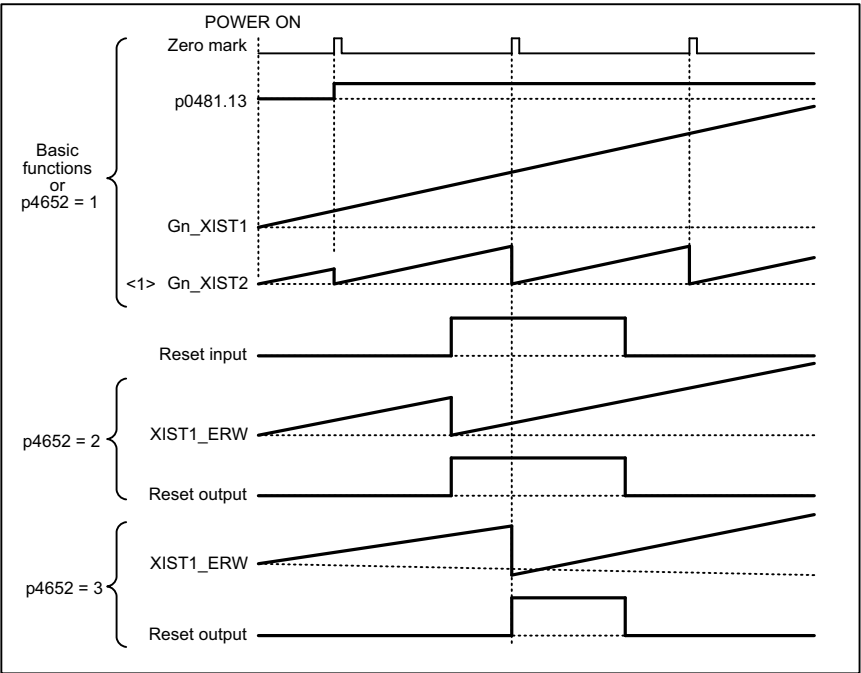 POWER ON
Zero mark
p0481.13
Basic
functions
or
p4652 = 1
Gn_XIST1
<1> Gn_XIST2
Reset input
p4652 = 2
XIST1_ERW
Reset output
XIST1_ERW
p4652 = 3
Reset output